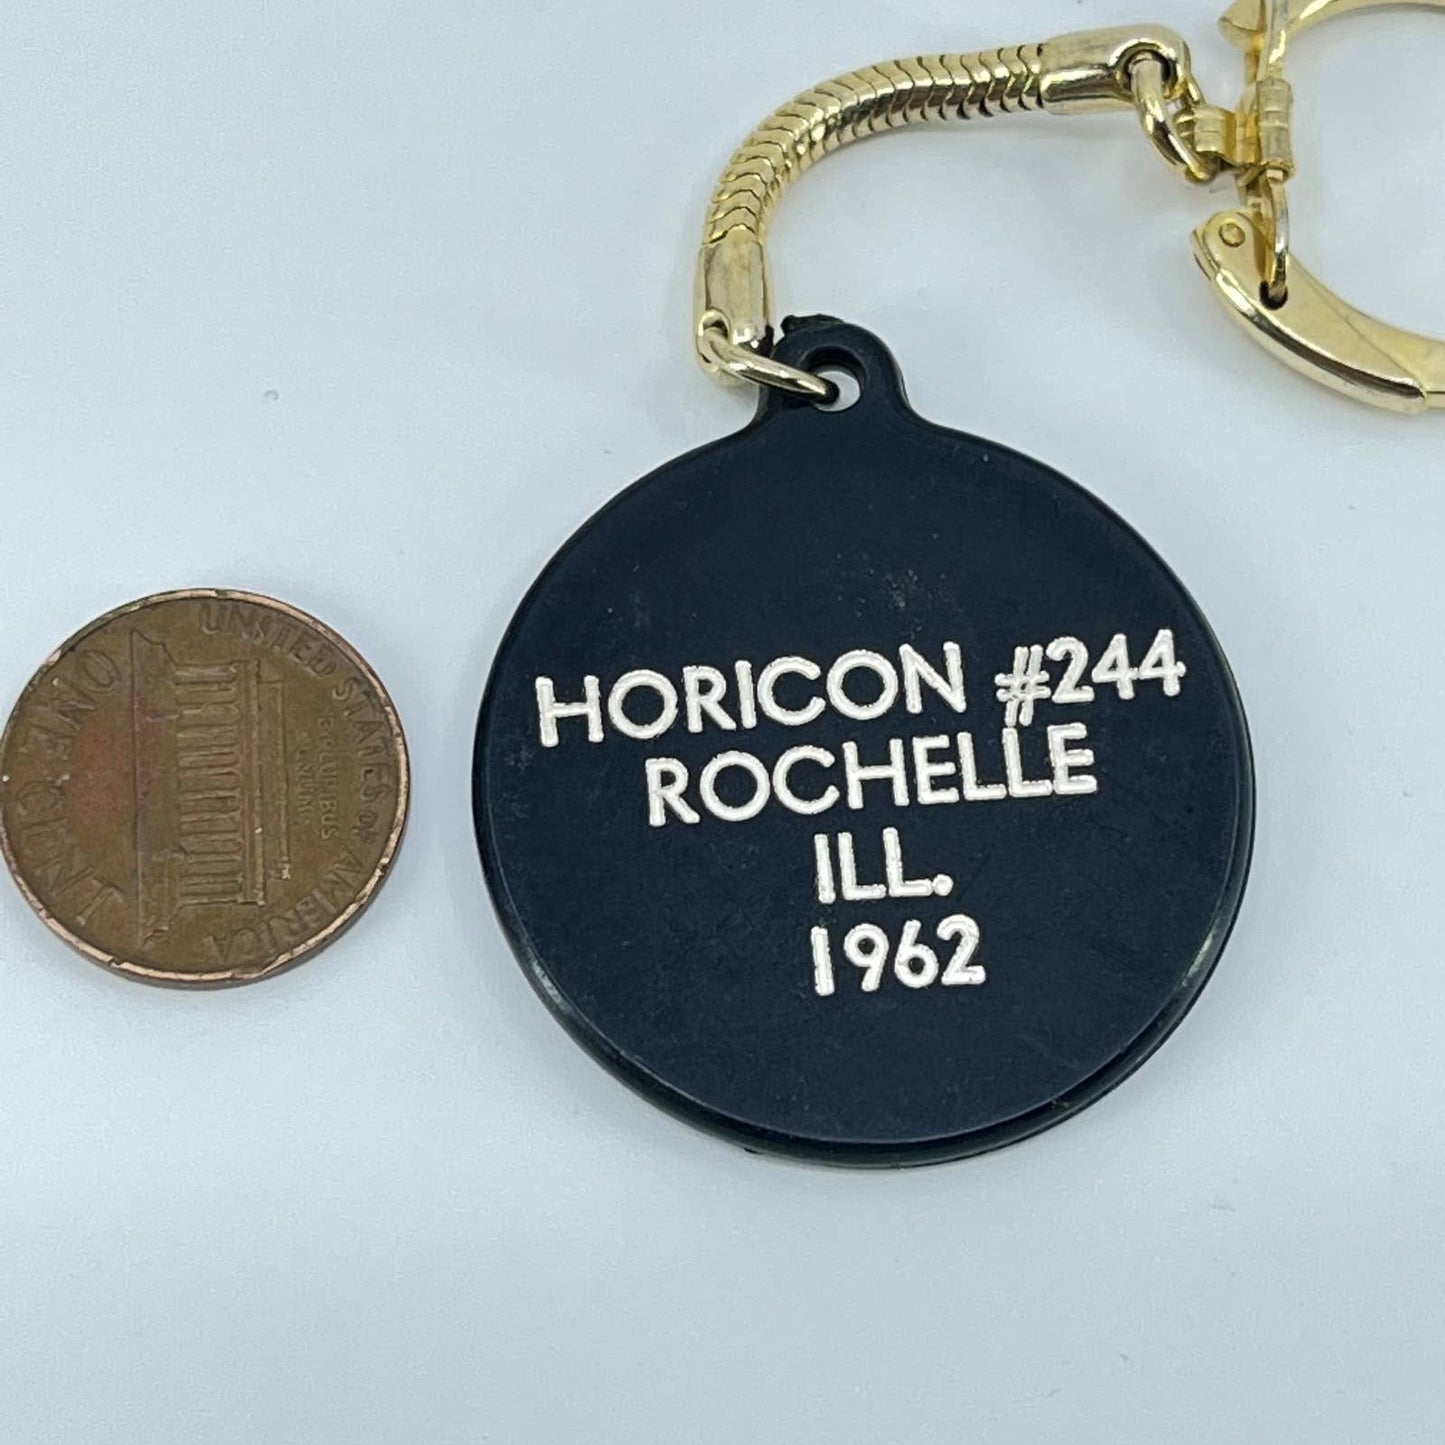 HORICON #244
ROCHELLE
ILL.
1962
UNITED STATES OF AMERICA
E PLURIBUS
UNUM
ONE CENT